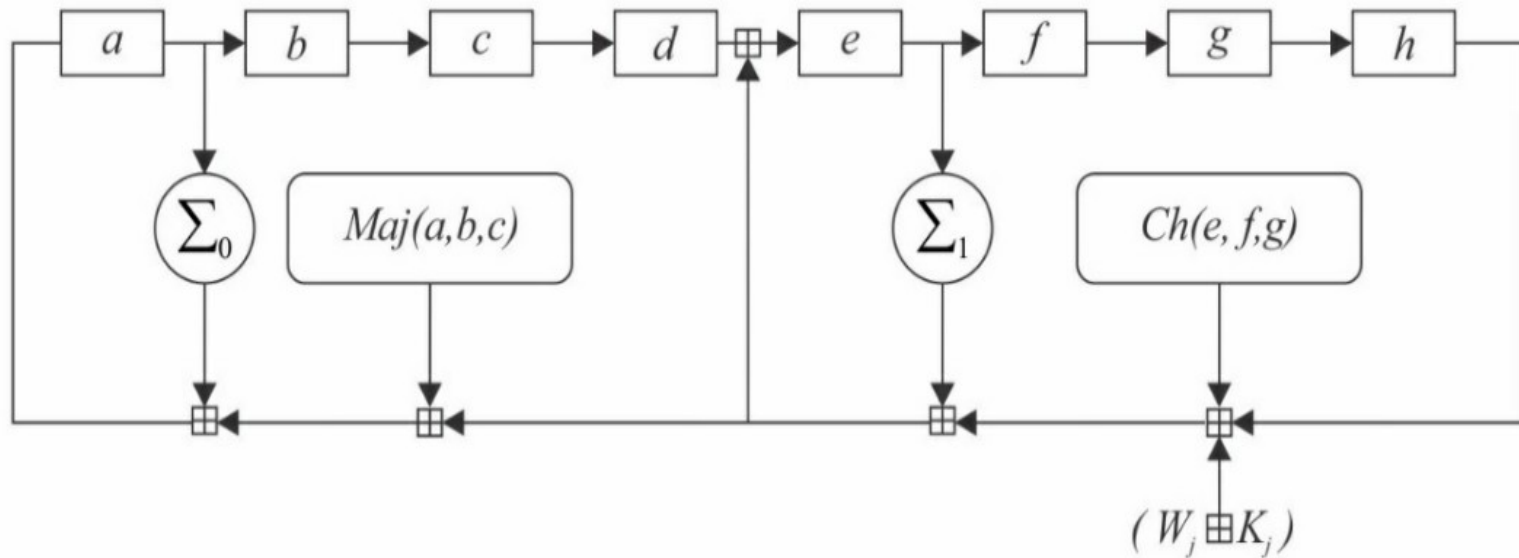 a b c d ⊞ e f g h
∑₀ Maj(a,b,c) ∑₁ Ch(e, f,g)
⊞ ⊞ ⊞ ⊞
( Wⱼ ⊞ Kⱼ )